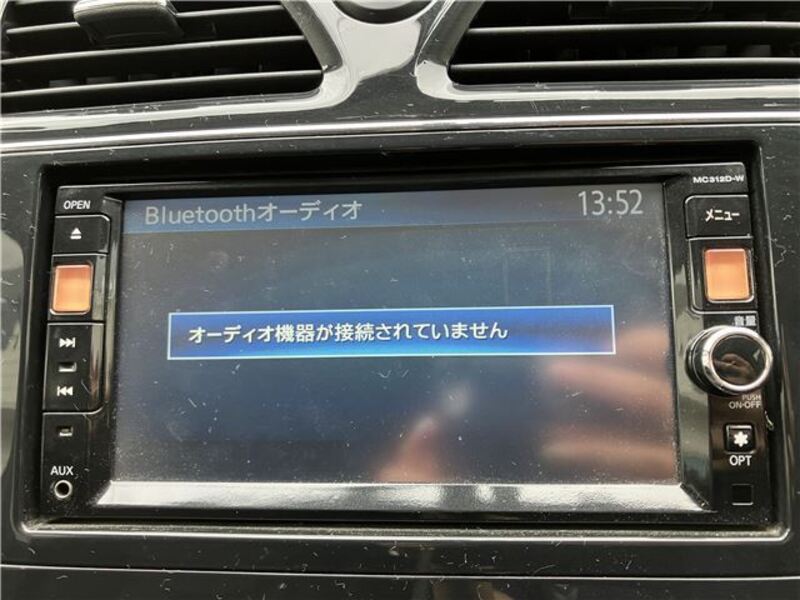 MC312D-W
OPEN
Bluetoothオーディオ
13:52
メニュー
オーディオ機器が接続されていません
音量
PUSH
ON-OFF
AUX
OPT